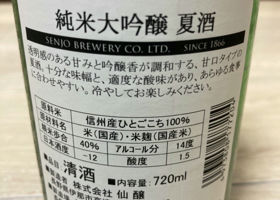 純米大吟醸 夏酒
SENJO BREWERY CO. LTD. SINCE 1866
透明感のある甘みと吟醸香が調和する、甘口タイプの
夏酒。十分な味幅と、適度な酸味があり、あらゆる食事
に合わせやすい。冷やしてお楽しみください。
原料米 信州産ひとごこち100%
原材料名 米(国産)・米麹(国産米)
精米歩合 40% アルコール分 14度
日本酒度 -12 酸度 1.5
品目 清酒 内容量 720ml
株式会社 仙醸